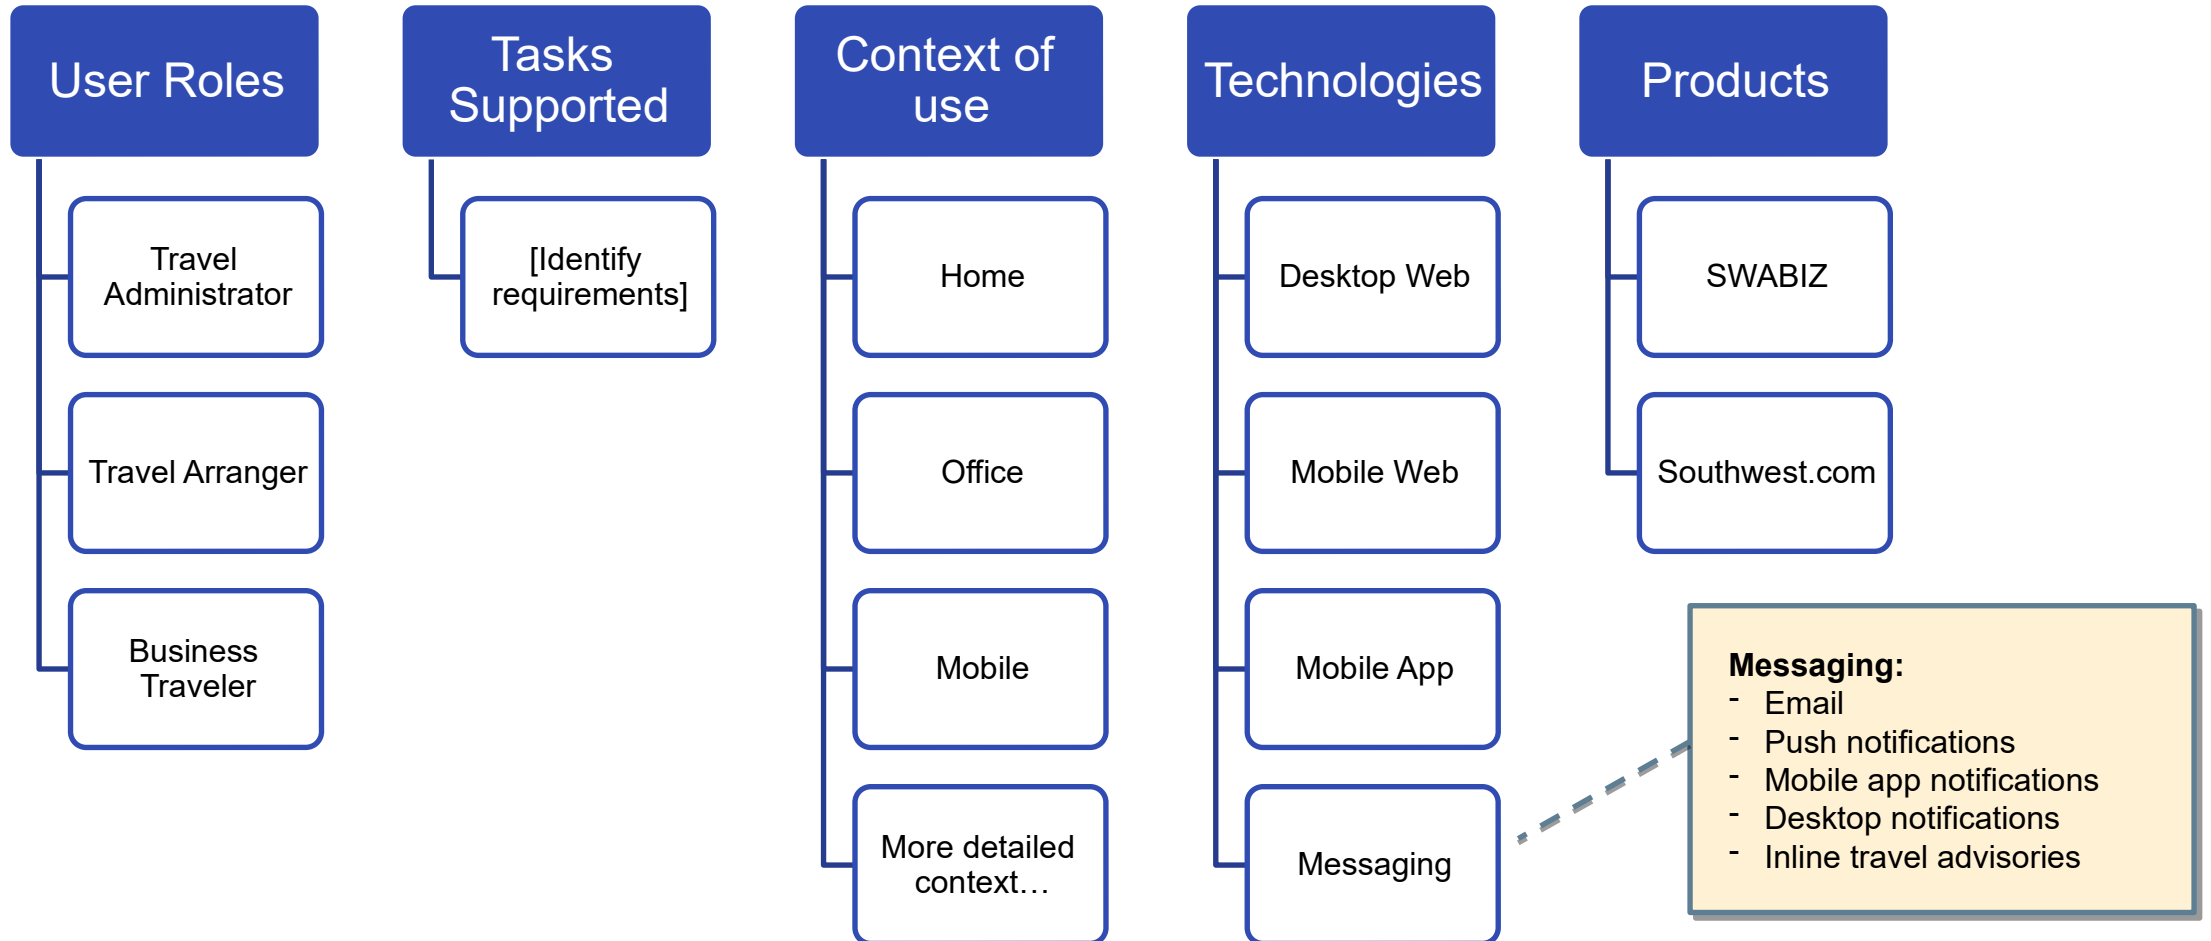 User Roles
Travel
Administrator
Travel Arranger
Business
Traveler
Tasks
Supported
[Identify
requirements]
Context of
use
Home
Office
Mobile
More detailed
context…
Technologies
Desktop Web
Mobile Web
Mobile App
Messaging
Products
SWABIZ
Southwest.com
Messaging:
- Email
- Push notifications
- Mobile app notifications
- Desktop notifications
- Inline travel advisories